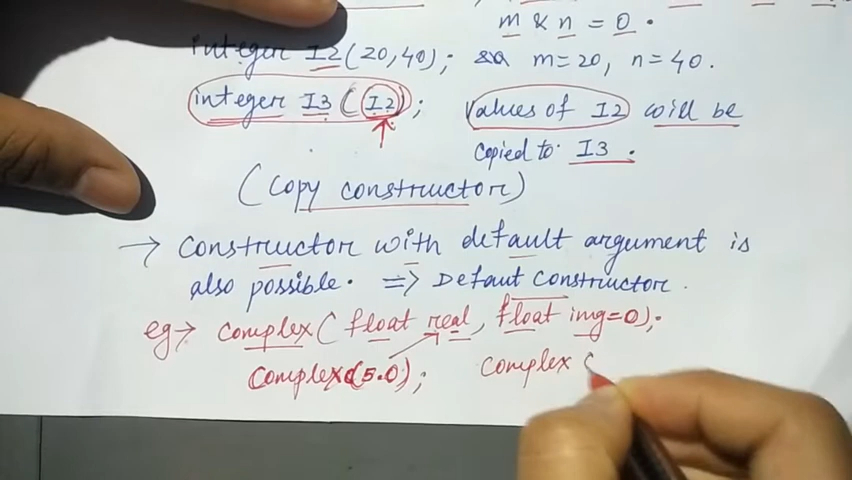 m & n = 0.
integer I2(20,40); m=20, n=40.
integer I3 (I2); values of I2 will be
copied to I3.
(Copy constructor)
→ constructor with default argument is
also possible. => Defaut constructor.
eg→ complex( float real, float img=0);
complex (5.0); complex (